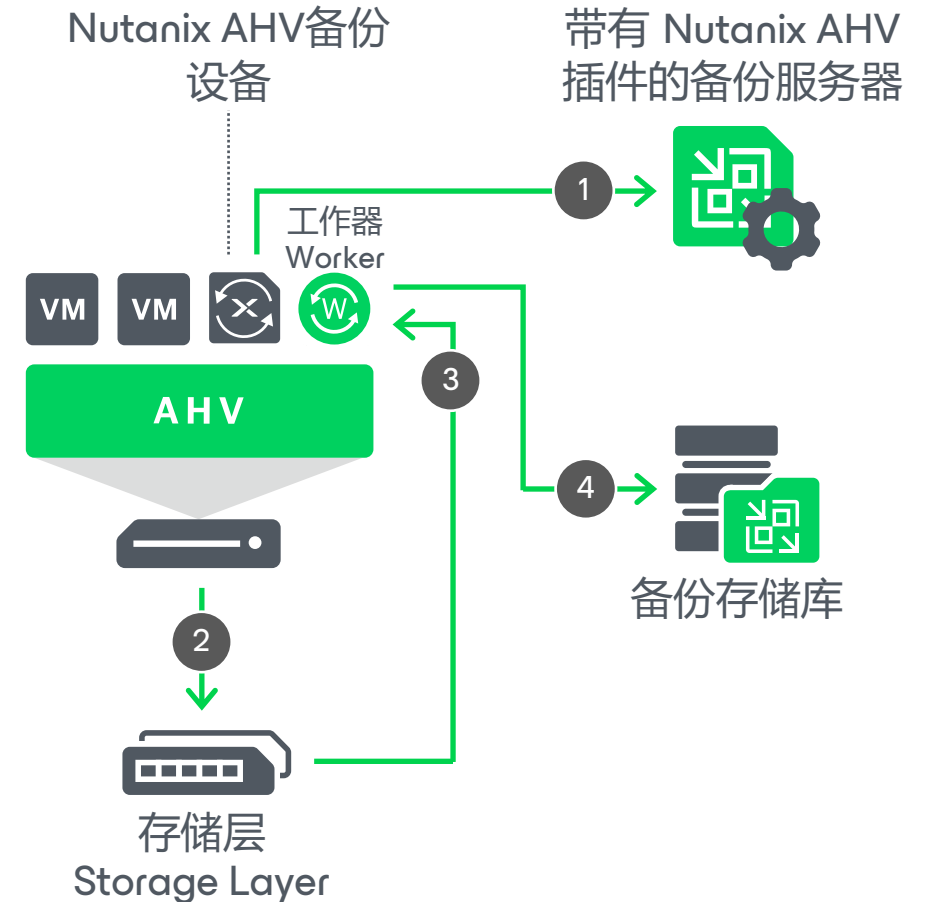 Nutanix AHV备份
设备
带有 Nutanix AHV
插件的备份服务器
1
工作器
Worker
VM
VM
X
W
3
AHV
4
备份存储库
2
存储层
Storage Layer